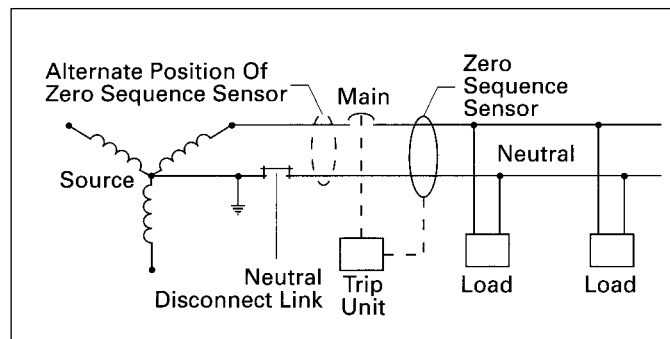 Alternate Position Of
Zero Sequence Sensor
Main
Zero
Sequence
Sensor
Neutral
Source
Neutral
Disconnect Link
Trip
Unit
Load
Load